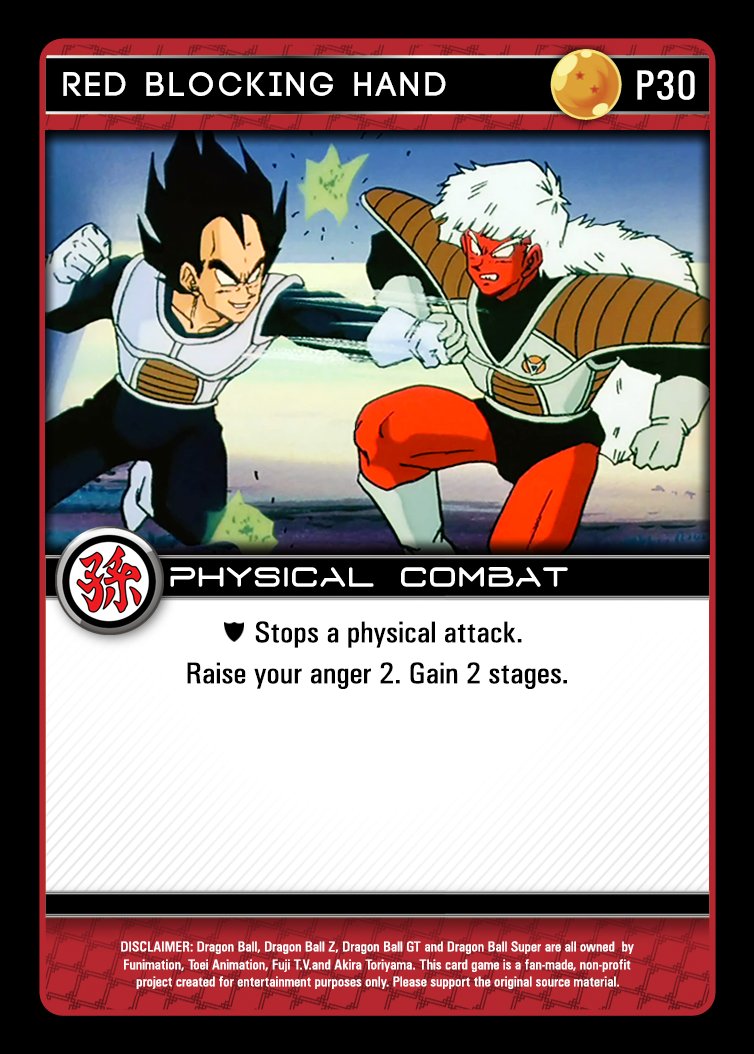 RED BLOCKING HAND P30
孫
PHYSICAL COMBAT
Stops a physical attack.
Raise your anger 2. Gain 2 stages.
DISCLAIMER: Dragon Ball, Dragon Ball Z, Dragon Ball GT and Dragon Ball Super are all owned by
Funimation, Toei Animation, Fuji T.V.and Akira Toriyama. This card game is a fan-made, non-profit
project created for entertainment purposes only. Please support the original source material.